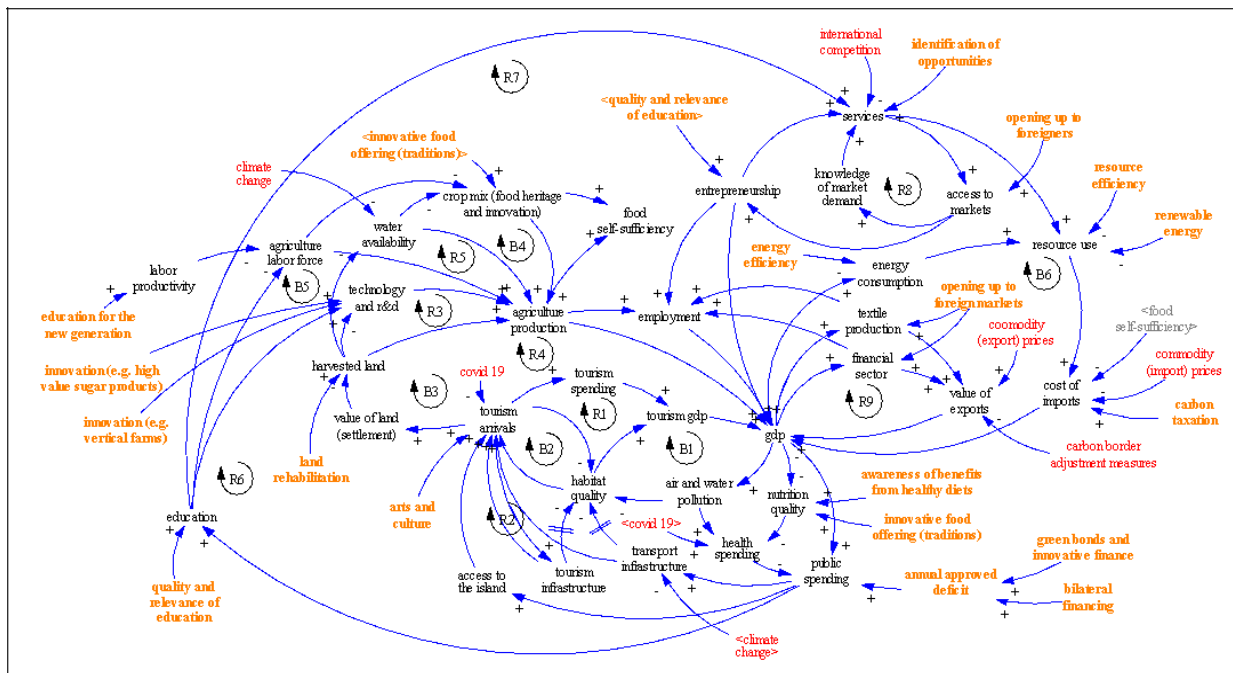 international
competition
identification of
opportunities
R7
<quality and relevance
of education>
services
opening up to
foreigners
<innovative food
offering (traditions)>
climate
change
knowledge
of market
demand
R8
access to
markets
resource
efficiency
entrepreneurship
crop mix (food heritage
and innovation)
food
self-sufficiency
water
availability
renewable
energy
agriculture
labor force
R5
B4
energy
efficiency
energy
consumption
resource use
B6
labor
productivity
B5
technology
and r&d
R3
opening up to
foreign markets
education for the
new generation
agriculture
production
employment
textile
production
coomodity
(export) prices
<food
self-sufficiency>
innovation (e.g. high
value sugar products)
harvested land
R4
financial
sector
commodity
(import) prices
B3
covid 19
tourism
spending
R9
value of
exports
cost of
imports
value of land
(settlement)
tourism
arrivals
R1
tourism gdp
gdp
carbon
taxation
innovation (e.g.
vertical farms)
B2
B1
land
rehabilitation
carbon border
adjustment measures
R6
arts and
culture
habitat
quality
air and water
pollution
nutrition
quality
awareness of benefits
from healthy diets
education
R2
<covid 19>
health
spending
innovative food
offering (traditions)
access to
the island
tourism
infrastructure
transport
infrastructure
public
spending
green bonds and
innovative finance
annual approved
deficit
bilateral
financing
quality and
relevance of
education
<climate
change>